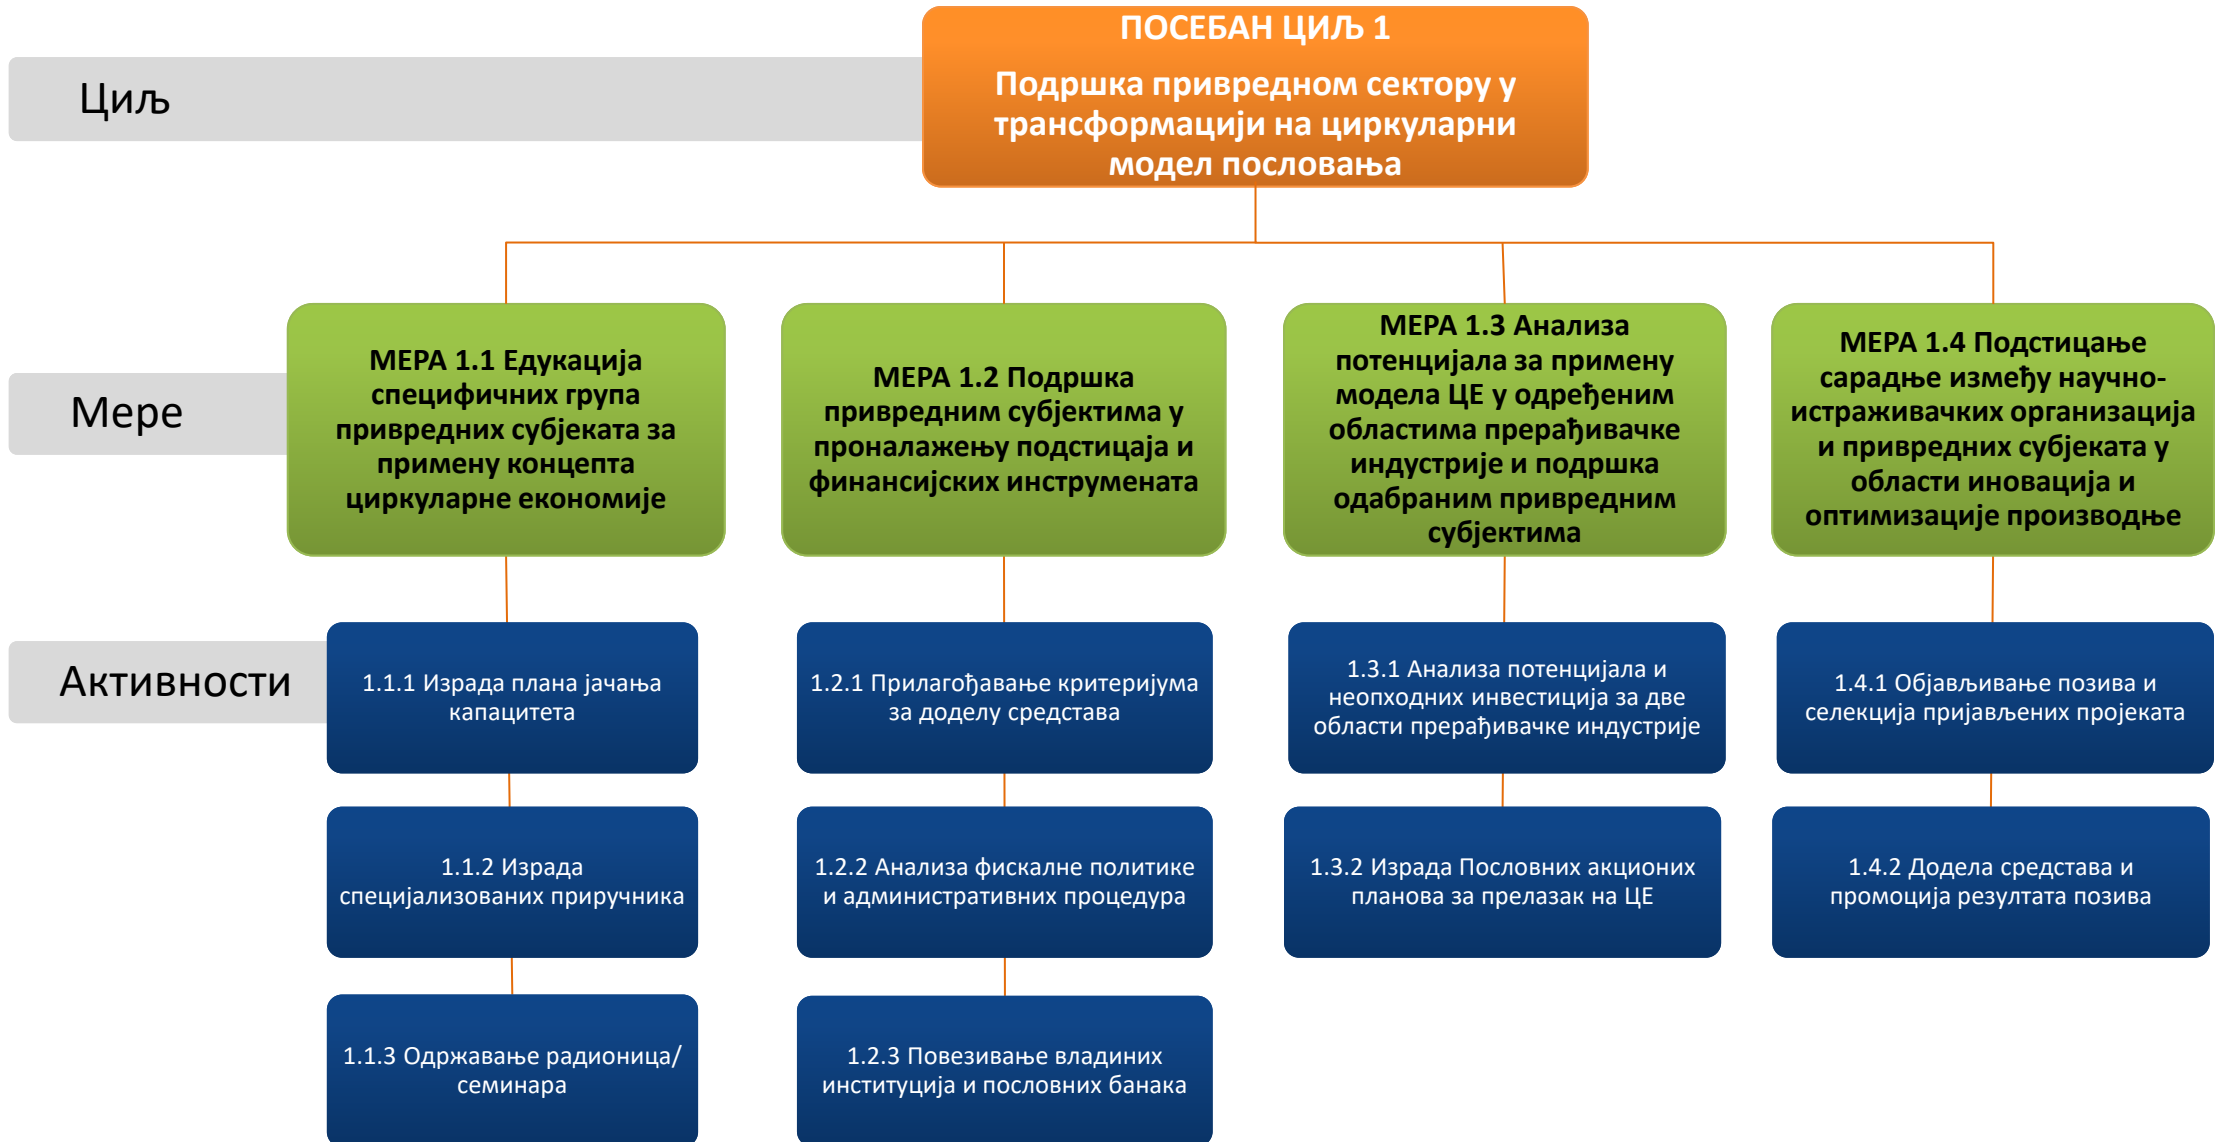 ПОСЕБАН ЦИЉ 1
Подршка привредном сектору у
трансформацији на циркуларни
модел пословања
Циљ
Мере
МЕРА 1.1 Едукација
специфичних група
привредних субјеката за
примену концепта
циркуларне економије
МЕРА 1.2 Подршка
привредним субјектима у
проналажењу подстицаја и
финансијских инструмената
МЕРА 1.3 Анализа
потенцијала за примену
модела ЦЕ у одређеним
областима прерађивачке
индустрије и подршка
одабраним привредним
субјектима
МЕРА 1.4 Подстицање
сарадње између научно-
истраживачких организација
и привредних субјеката у
области иновација и
оптимизације производње
Активности
1.1.1 Израда плана јачања
капацитета
1.2.1 Прилагођавање критеријума
за доделу средстава
1.3.1 Анализа потенцијала и
неопходних инвестиција за две
области прерађивачке индустрије
1.4.1 Објављивање позива и
селекција пријављених пројеката
1.1.2 Израда
специјализованих приручника
1.2.2 Анализа фискалне политике
и административних процедура
1.3.2 Израда Пословних акционих
планова за прелазак на ЦЕ
1.4.2 Додела средстава и
промоција резултата позива
1.1.3 Одржавање радионица/
семинара
1.2.3 Повезивање владиних
институција и пословних банака